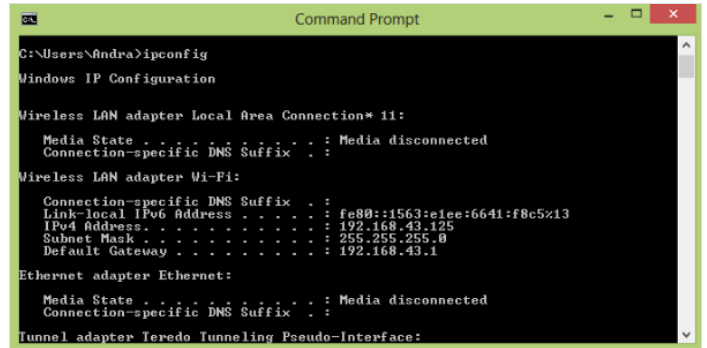 Command Prompt
C:\Users\Andra>ipconfig
Windows IP Configuration
Wireless LAN adapter Local Area Connection* 11:
Media State . . . . . . . . . . . : Media disconnected
Connection-specific DNS Suffix  . :
Wireless LAN adapter Wi-Fi:
Connection-specific DNS Suffix  . :
Link-local IPv6 Address . . . . . : fe80::1563:e1ee:6641:f8c5%13
IPv4 Address. . . . . . . . . . . : 192.168.43.125
Subnet Mask . . . . . . . . . . . : 255.255.255.0
Default Gateway . . . . . . . . . : 192.168.43.1
Ethernet adapter Ethernet:
Media State . . . . . . . . . . . : Media disconnected
Connection-specific DNS Suffix  . :
Tunnel adapter Teredo Tunneling Pseudo-Interface: